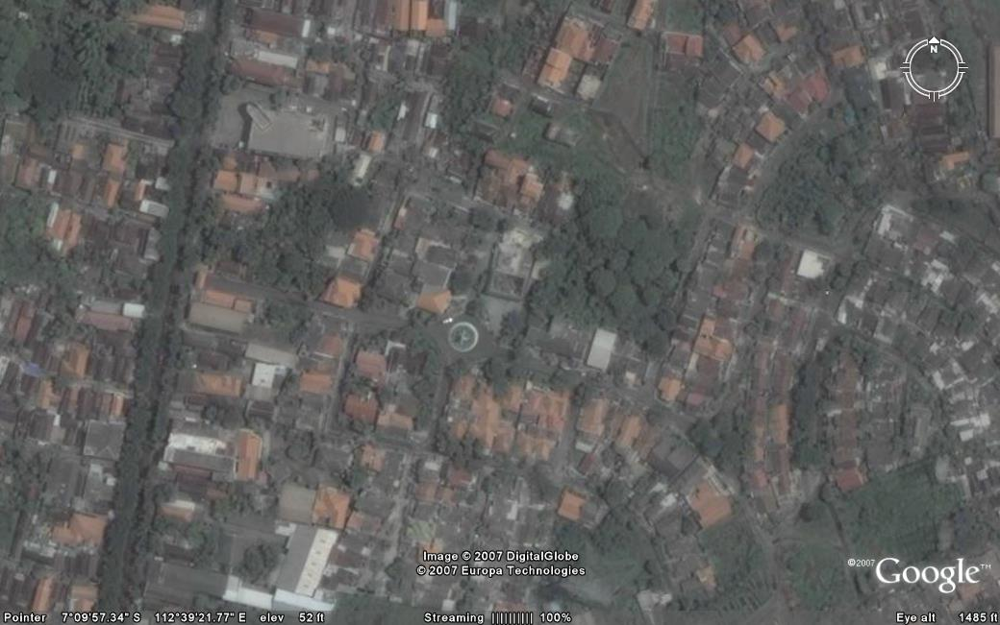 N
Image © 2007 DigitalGlobe
© 2007 Europa Technologies
©2007 Google™
Pointer 7°09'57.34" S 112°39'21.77" E elev 52 ft Streaming |||||||||| 100% Eye alt 1485 ft